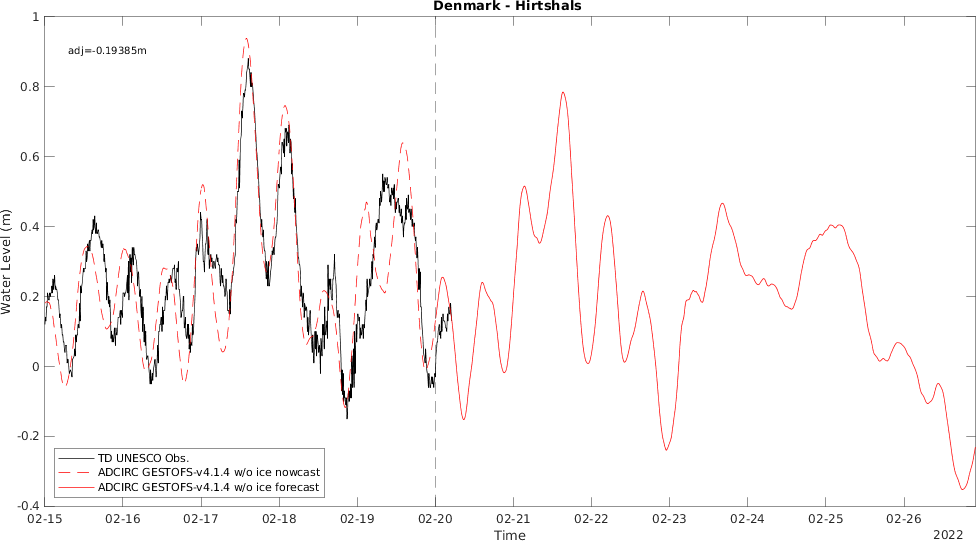 Denmark - Hirtshals
adj=-0.19385m
Water Level (m)
1
0.8
0.6
0.4
0.2
0
-0.2
-0.4
TD UNESCO Obs.
ADCIRC GESTOFS-v4.1.4 w/o ice nowcast
ADCIRC GESTOFS-v4.1.4 w/o ice forecast
02-15 02-16 02-17 02-18 02-19 02-20 02-21 02-22 02-23 02-24 02-25 02-26
Time
2022